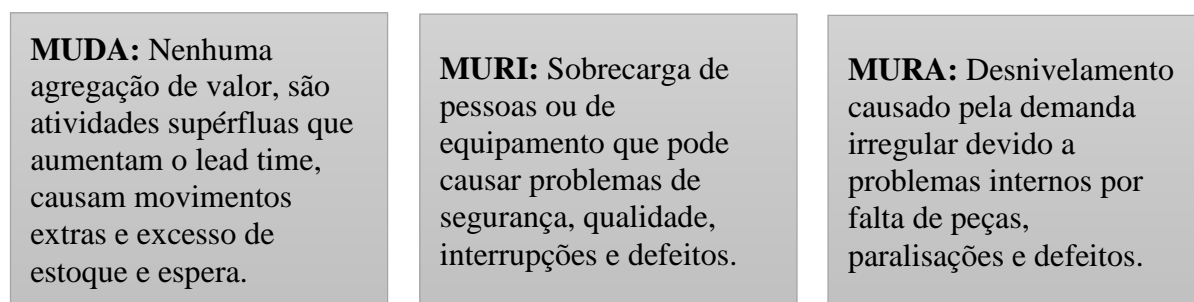 MUDA: Nenhuma
agregação de valor, são
atividades supérfluas que
aumentam o lead time,
causam movimentos
extras e excesso de
estoque e espera.
MURI: Sobrecarga de
pessoas ou de
equipamento que pode
causar problemas de
segurança, qualidade,
interrupções e defeitos.
MURA: Desnivelamento
causado pela demanda
irregular devido a
problemas internos por
falta de peças,
paralisações e defeitos.